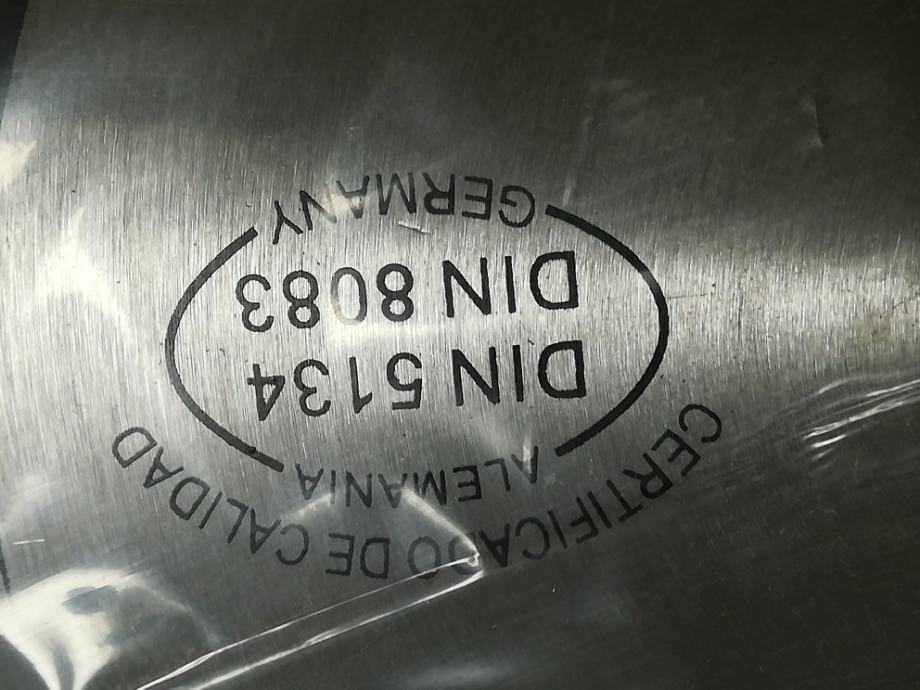 CERTIFICADO DE CALIDAD
ALEMANIA
DIN 5134
DIN 8083
GERMANY